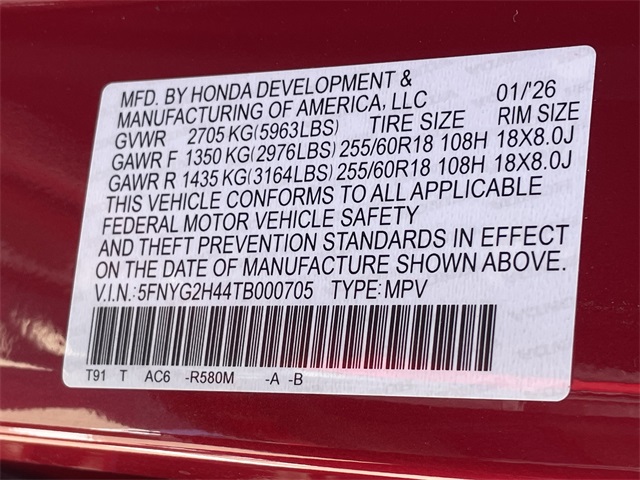 MFD. BY HONDA DEVELOPMENT &
MANUFACTURING OF AMERICA, LLC 01/'26
GVWR 2705 KG(5963LBS) TIRE SIZE RIM SIZE
GAWR F 1350 KG(2976LBS) 255/60R18 108H 18X8.0J
GAWR R 1435 KG(3164LBS) 255/60R18 108H 18X8.0J
THIS VEHICLE CONFORMS TO ALL APPLICABLE
FEDERAL MOTOR VEHICLE SAFETY
AND THEFT PREVENTION STANDARDS IN EFFECT
ON THE DATE OF MANUFACTURE SHOWN ABOVE.
V.I.N.:5FNYG2H44TB000705 TYPE:MPV
T91 T AC6 -R580M -A -B